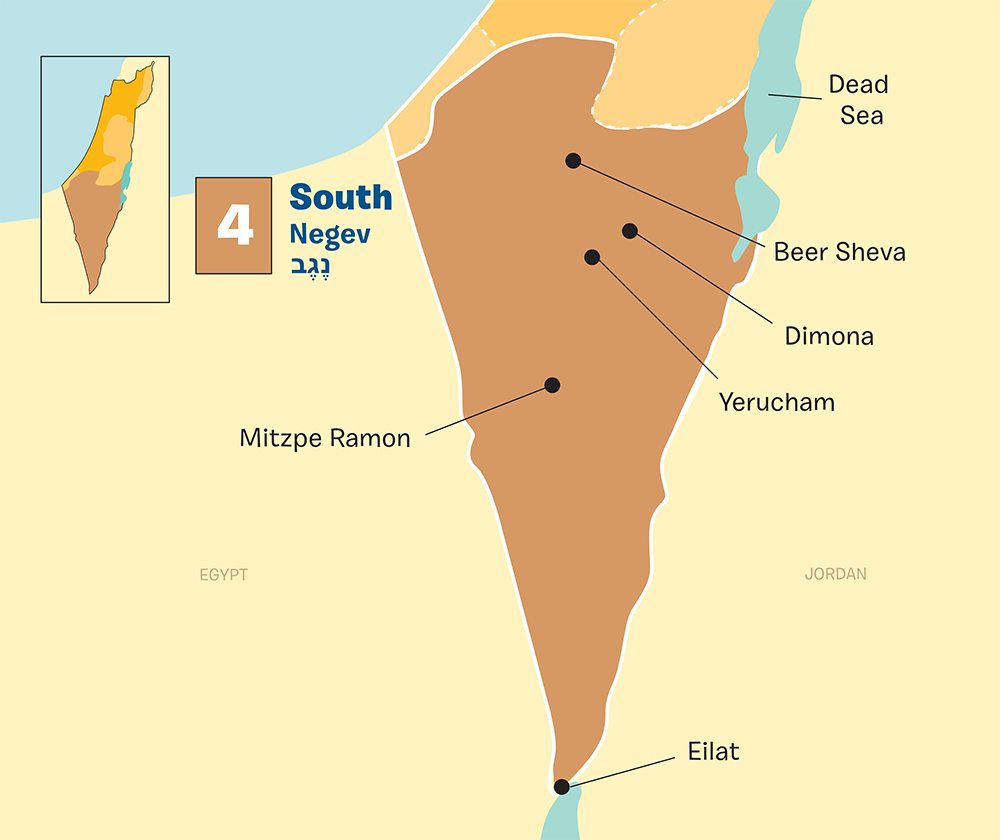 Dead
Sea
4
South
Negev
נֶגֶב
Beer Sheva
Dimona
Yerucham
Mitzpe Ramon
EGYPT
JORDAN
Eilat